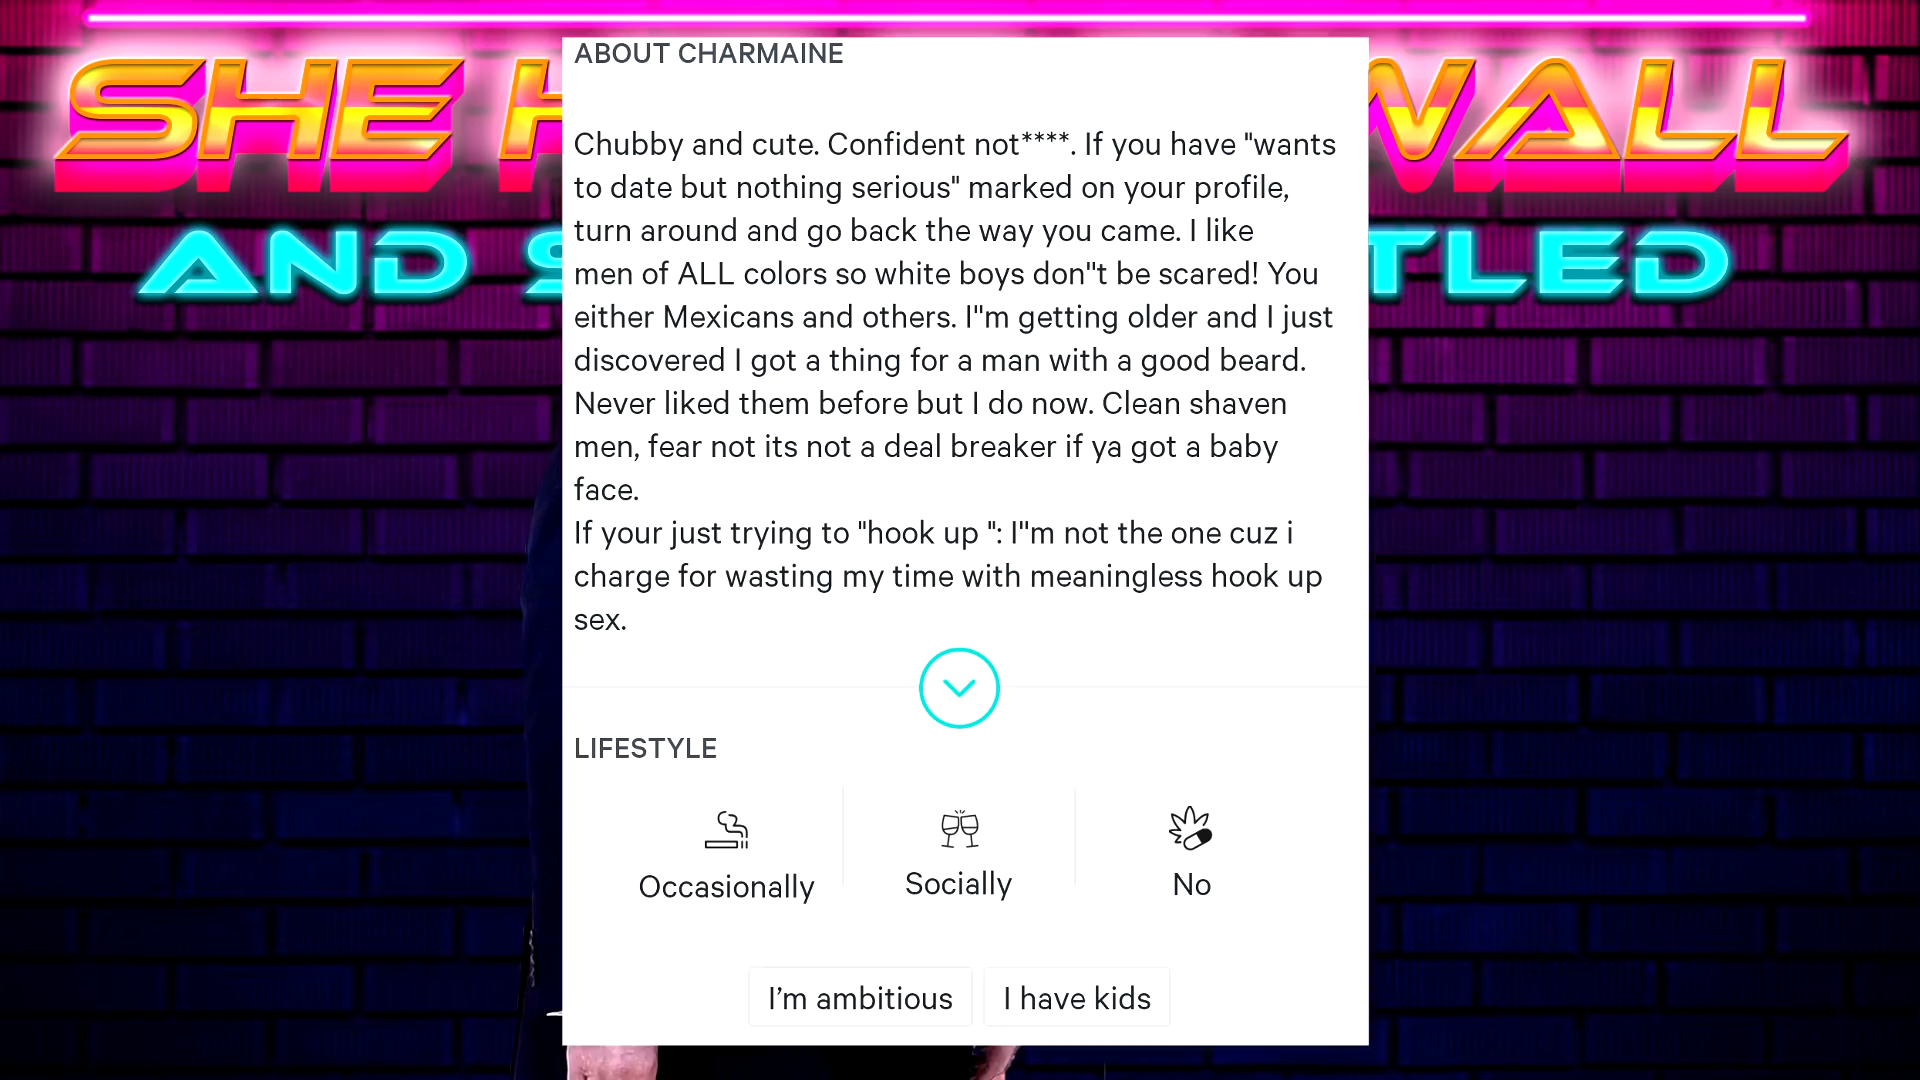 SHE H
WALL
AND S
TLED
ABOUT CHARMAINE
Chubby and cute. Confident not****. If you have "wants
to date but nothing serious" marked on your profile,
turn around and go back the way you came. I like
men of ALL colors so white boys don"t be scared! You
either Mexicans and others. I"m getting older and I just
discovered I got a thing for a man with a good beard.
Never liked them before but I do now. Clean shaven
men, fear not its not a deal breaker if ya got a baby
face.
If your just trying to "hook up ": I"m not the one cuz i
charge for wasting my time with meaningless hook up
sex.
LIFESTYLE
Occasionally
Socially
No
I’m ambitious
I have kids